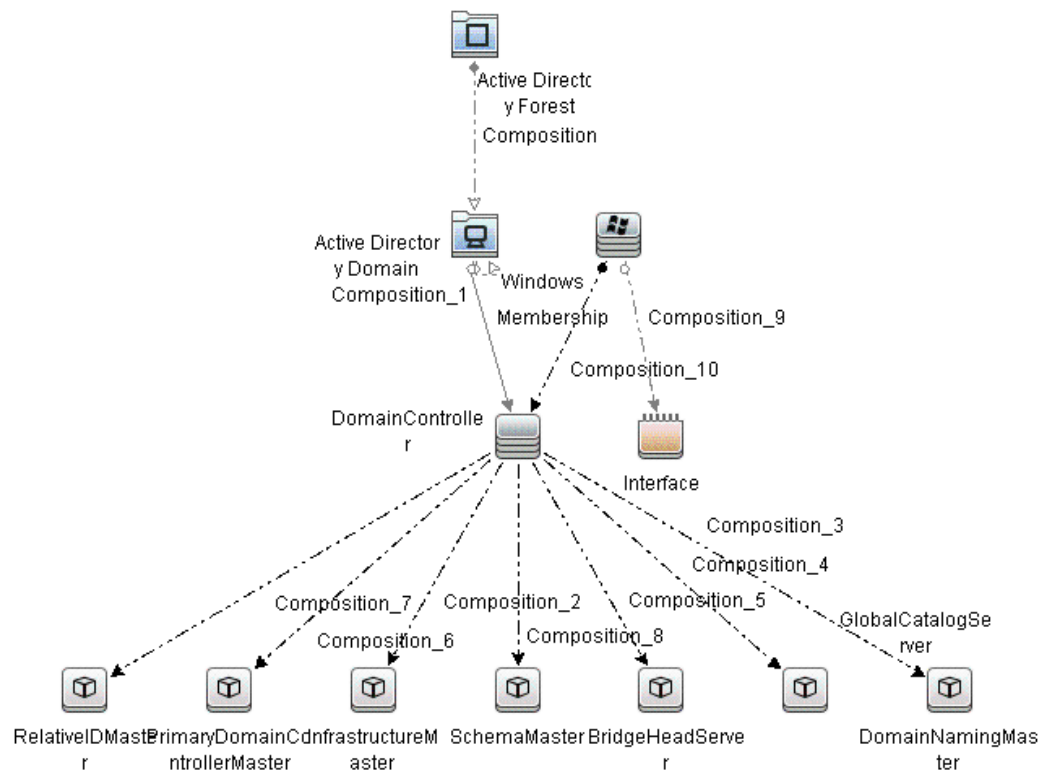 Active Directo
y Forest
Composition
Active Director
y Domain
Composition_1
Windows
Membership
Composition_9
Composition_10
DomainControlle
r
Interface
Composition_3
Composition_4
Composition_7
Composition_2
Composition_5
Composition_6
Composition_8
GlobalCatalogSe
rver
RelativeIDMaste
r
PrimaryDomainCo
ntrollerMaster
InfrastructureM
aster
SchemaMaster
BridgeHeadServe
r
DomainNamingMas
ter